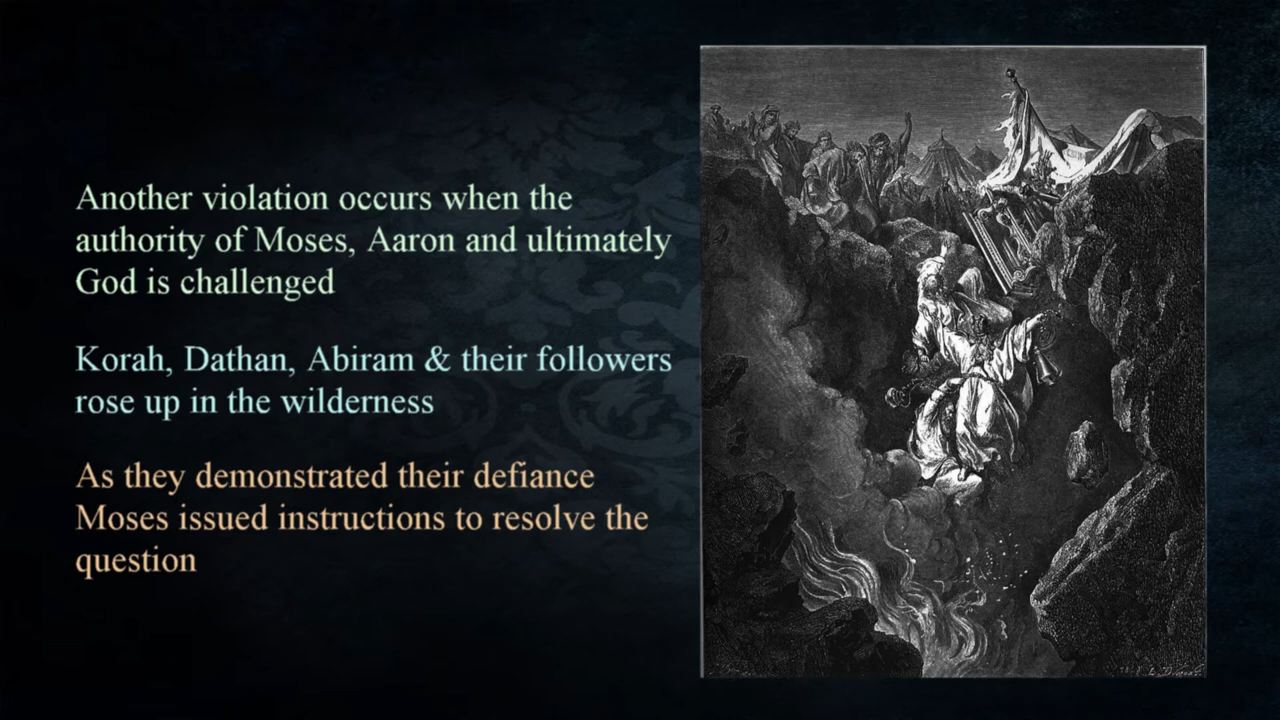 Another violation occurs when the
authority of Moses, Aaron and ultimately
God is challenged
Korah, Dathan, Abiram & their followers
rose up in the wilderness
As they demonstrated their defiance
Moses issued instructions to resolve the
question